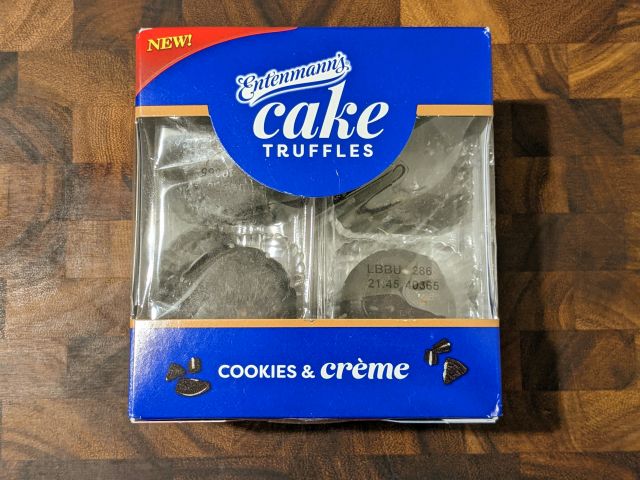 NEW!
Entenmann's
cake
TRUFFLES
LBBU 286
21:45 40365
COOKIES & crème